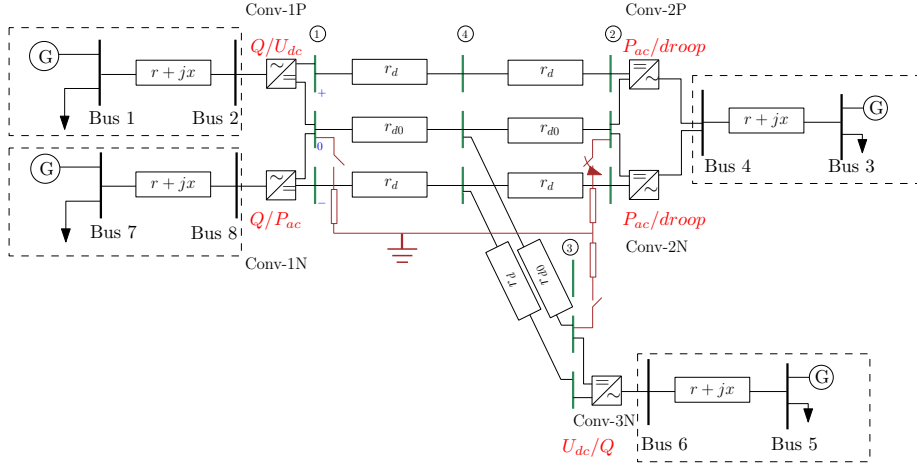 Conv-1P
Conv-2P
1
4
2
Q/U_dc
P_ac/droop
G
r + jx
r_d
r_d
+
Bus 1
Bus 2
G
r + jx
0
r_d0
r_d0
Bus 4
Bus 3
G
r + jx
r_d
r_d
−
Bus 7
Bus 8
Q/P_ac
P_ac/droop
Conv-1N
Conv-2N
3
r_d
r_d0
G
r + jx
Conv-3N
U_dc/Q
Bus 6
Bus 5